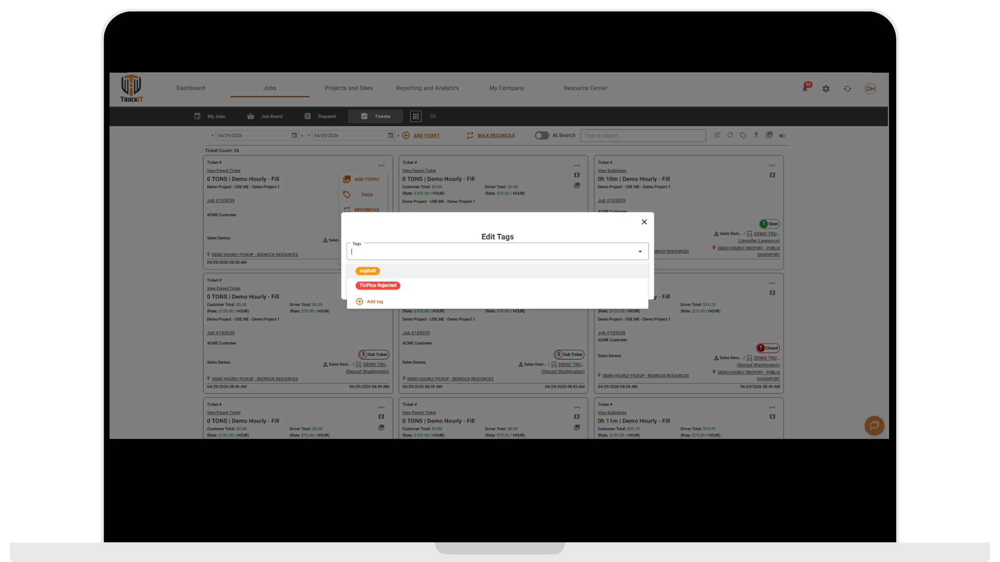 TRUCKIT
Dashboard
Jobs
Projects and Sites
Reporting and Analytics
My Company
Resource Center
98
DH
My Jobs
Job Board
Dispatch
Tickets
04/29/2026
04/29/2026
ADD TICKET
BULK RECONCILE
AI Search
Type to search...
Ticket Count: 26
Ticket #
View Parent Ticket
0 TONS | Demo Hourly - Fill
Demo Project - USE ME - Demo Project 1
Job #105039
ACME Customer
Sales Demos
Sales
DEMO HOURLY PICKUP - BEDROCK RESOURCES
04/29/2026 08:58 AM
ADD TICPIC
TAGS
RECONCILE
Ticket #
View Parent Ticket
0 TONS | Demo Hourly - Fill
Customer Total: $0.00
Driver Total: $0.00
(Rate: $125.00 / HOUR)
(Rate: $75.00 / HOUR)
Demo Project - USE ME - Demo Project 1
Ticket #
View Subtickets
0h 10m | Demo Hourly - Fill
Demo Project - USE ME - Demo Project 1
Job #105039
ACME Customer
T Open
Sales Dem... / DEMO TRU...
(Jennifer Lawrence)
ROCK RESOURCES
DEMO HOURLY DROPOFF - PUBLIX
DAVENPORT
Edit Tags
Tags
asphalt
TicPics Rejected
Add tag
Ticket #
View Parent Ticket
0 TONS | Demo Hourly - Fill
Customer Total: $0.00
Driver Total: $0.00
(Rate: $125.00 / HOUR)
(Rate: $75.00 / HOUR)
Demo Project - USE ME - Demo Project 1
Job #105039
ACME Customer
S Sub Ticket
Sales Demos
Sales Dem... / DEMO TRU...
(Denzel Washington)
DEMO HOURLY PICKUP - BEDROCK RESOURCES
04/29/2026 08:46 AM
04/29/2026 08:49 AM
(Rate: $125.00 / HOUR)
(Rate: $75.00 / HOUR)
Demo Project - USE ME - Demo Project 1
Job #105039
ACME Customer
S Sub Ticket
Sales Demos
Sales Dem... / DEMO TRU...
(Denzel Washington)
DEMO HOURLY PICKUP - BEDROCK RESOURCES
04/29/2026 08:39 AM
04/29/2026 08:43 AM
y - Fill
Driver Total: $14.25
(Rate: $125.00 / HOUR)
(Rate: $75.00 / HOUR)
Demo Project - USE ME - Demo Project 1
Job #105039
ACME Customer
T Closed
Sales Demos
Sales Dem... / DEMO TRU...
(Denzel Washington)
DEMO HOURLY PICKUP - BEDROCK RESOURCES
DEMO HOURLY DROPOFF - PUBLIX
DAVENPORT
04/29/2026 08:38 AM
04/29/2026 08:49 AM
Ticket #
View Parent Ticket
0 TONS | Demo Hourly - Fill
Customer Total: $0.00
Driver Total: $0.00
(Rate: $125.00 / HOUR)
(Rate: $75.00 / HOUR)
Ticket #
View Parent Ticket
0 TONS | Demo Hourly - Fill
Customer Total: $0.00
Driver Total: $0.00
(Rate: $125.00 / HOUR)
(Rate: $75.00 / HOUR)
Ticket #
View Subtickets
0h 11m | Demo Hourly - Fill
Customer Total: $23.75
Driver Total: $14.25
(Rate: $125.00 / HOUR)
(Rate: $75.00 / HOUR)